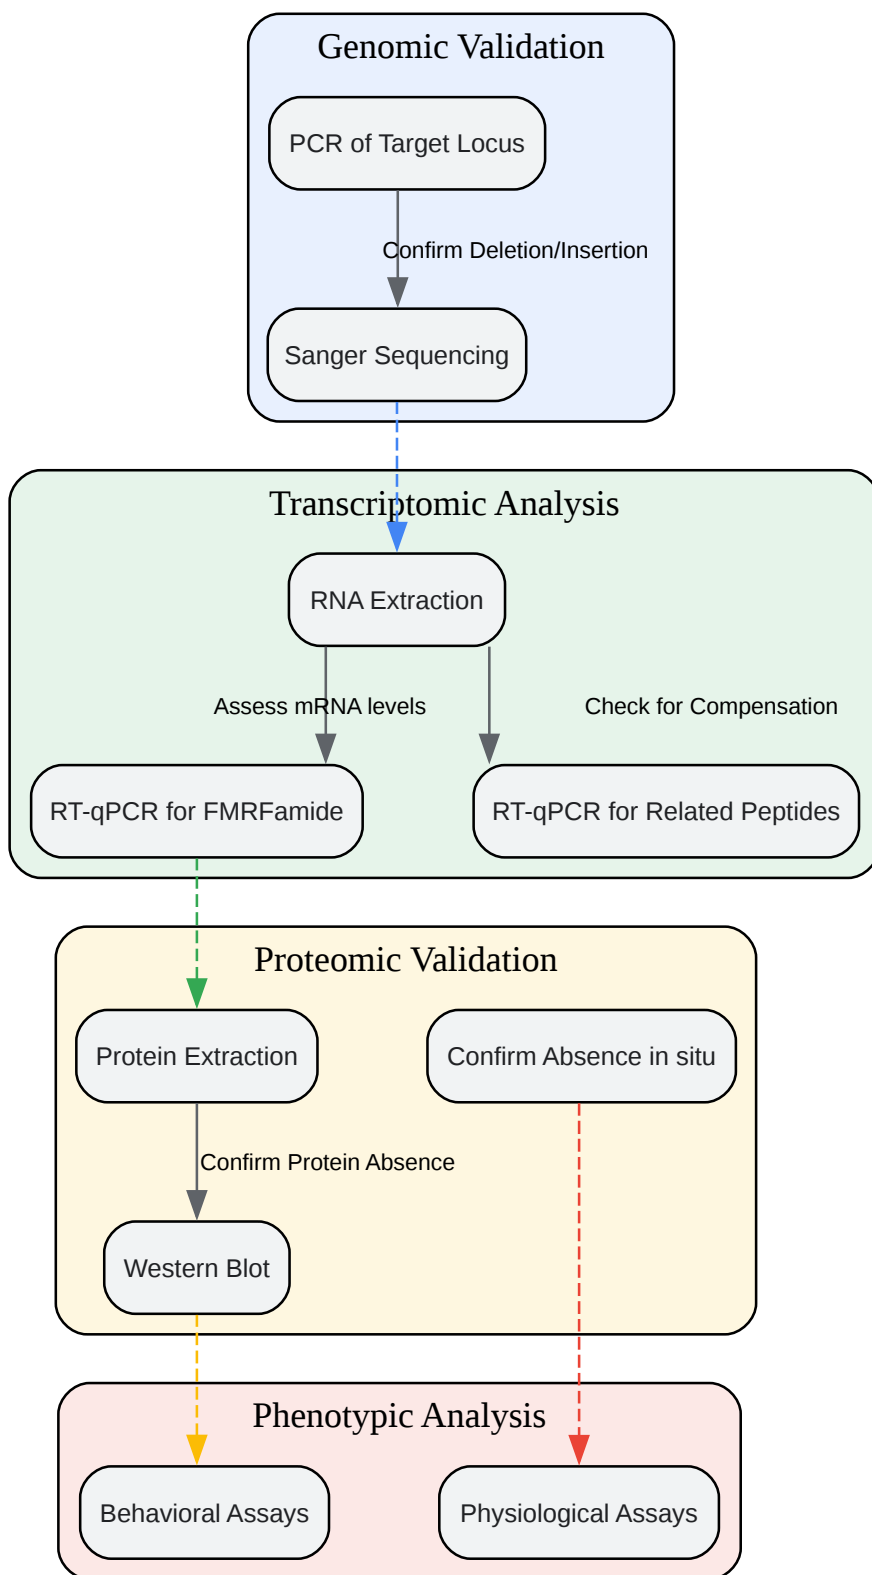 Genomic Validation
PCR of Target Locus
Confirm Deletion/Insertion
Sanger Sequencing
Transcriptomic Analysis
RNA Extraction
Assess mRNA levels
Check for Compensation
RT-qPCR for FMRFamide
RT-qPCR for Related Peptides
Proteomic Validation
Protein Extraction
Confirm Absence in situ
Confirm Protein Absence
Western Blot
Phenotypic Analysis
Behavioral Assays
Physiological Assays